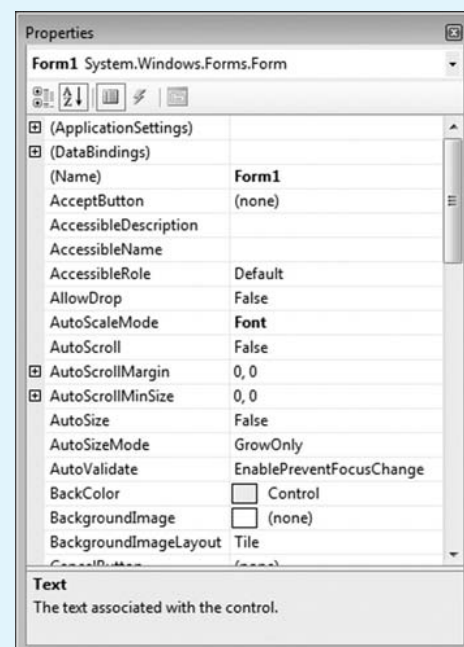 Properties
Form1 System.Windows.Forms.Form
(ApplicationSettings)
(DataBindings)
(Name) Form1
AcceptButton (none)
AccessibleDescription
AccessibleName
AccessibleRole Default
AllowDrop False
AutoScaleMode Font
AutoScroll False
AutoScrollMargin 0, 0
AutoScrollMinSize 0, 0
AutoSize False
AutoSizeMode GrowOnly
AutoValidate EnablePreventFocusChange
BackColor Control
BackgroundImage (none)
BackgroundImageLayout Tile
CancelButton (none)
Text
The text associated with the control.